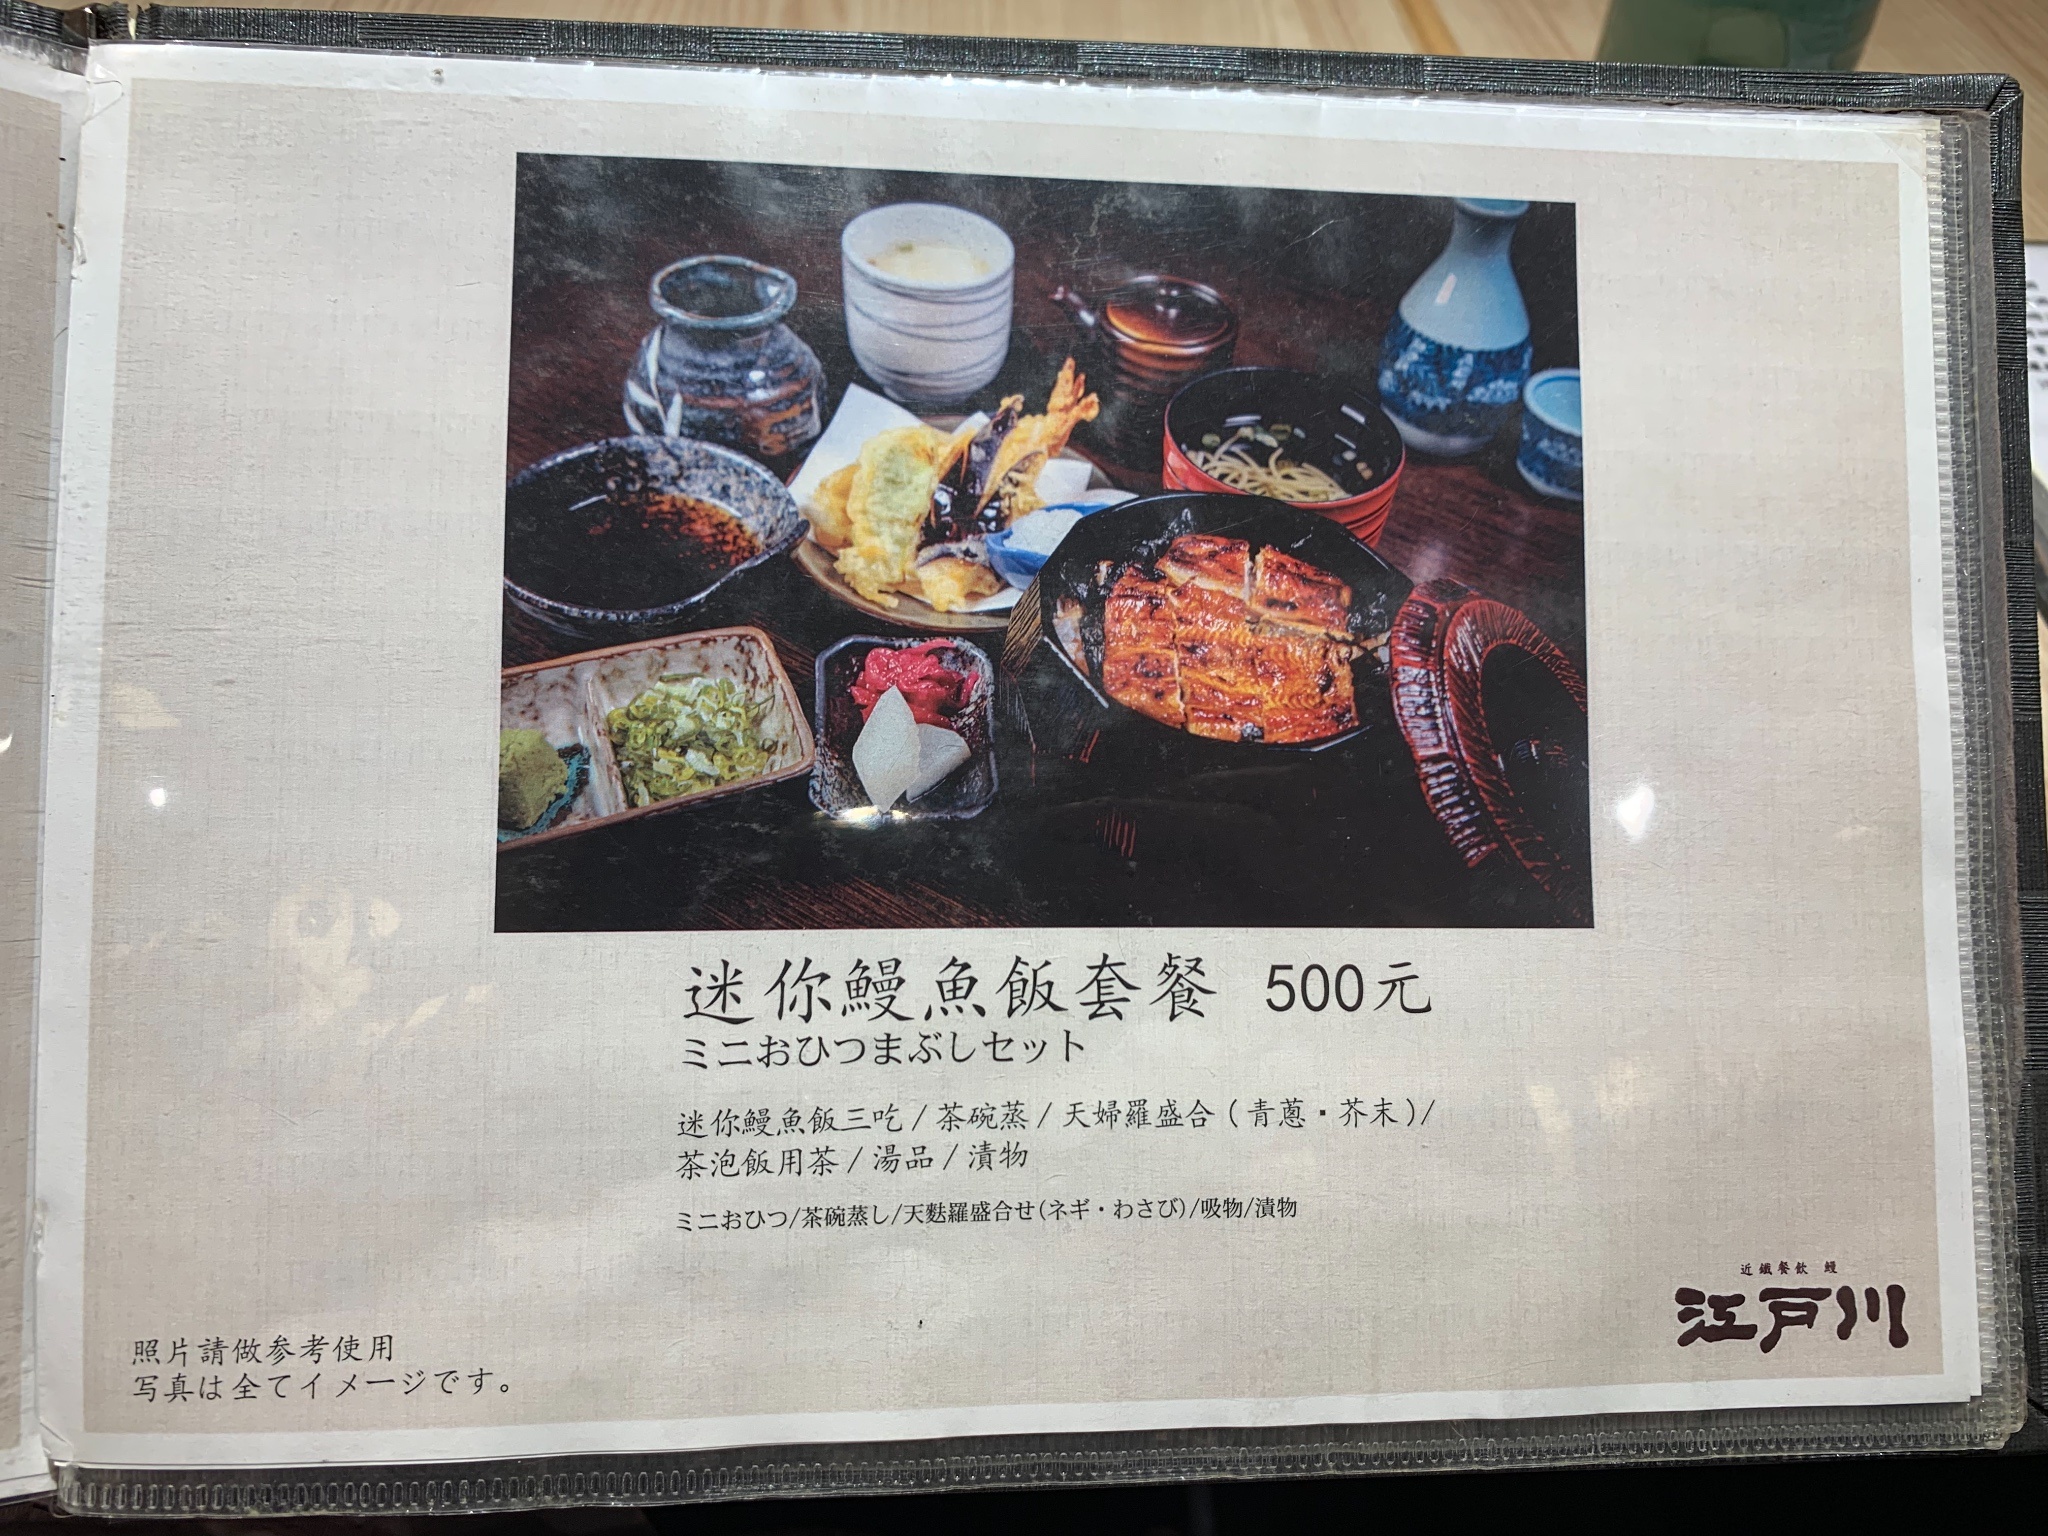 迷你鰻魚飯套餐 500元
ミニおひつまぶしセット
迷你鰻魚飯三吃/茶碗蒸/天婦羅盛合(青蔥・芥末)/
茶泡飯用茶/湯品/漬物
ミニおひつ/茶碗蒸し/天麩羅盛合せ(ネギ・わさび)/吸物/漬物
近鐵餐飲 鰻
江戸川
照片請做参考使用
写真は全てイメージです。